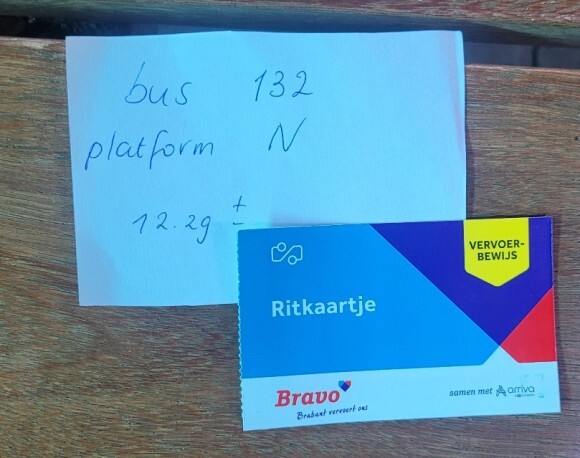 bus 132
platform N
12.29 ±
VERVOER-
BEWIJS
Ritkaartje
Bravo
Brabant vervoert ons
samen met arriva